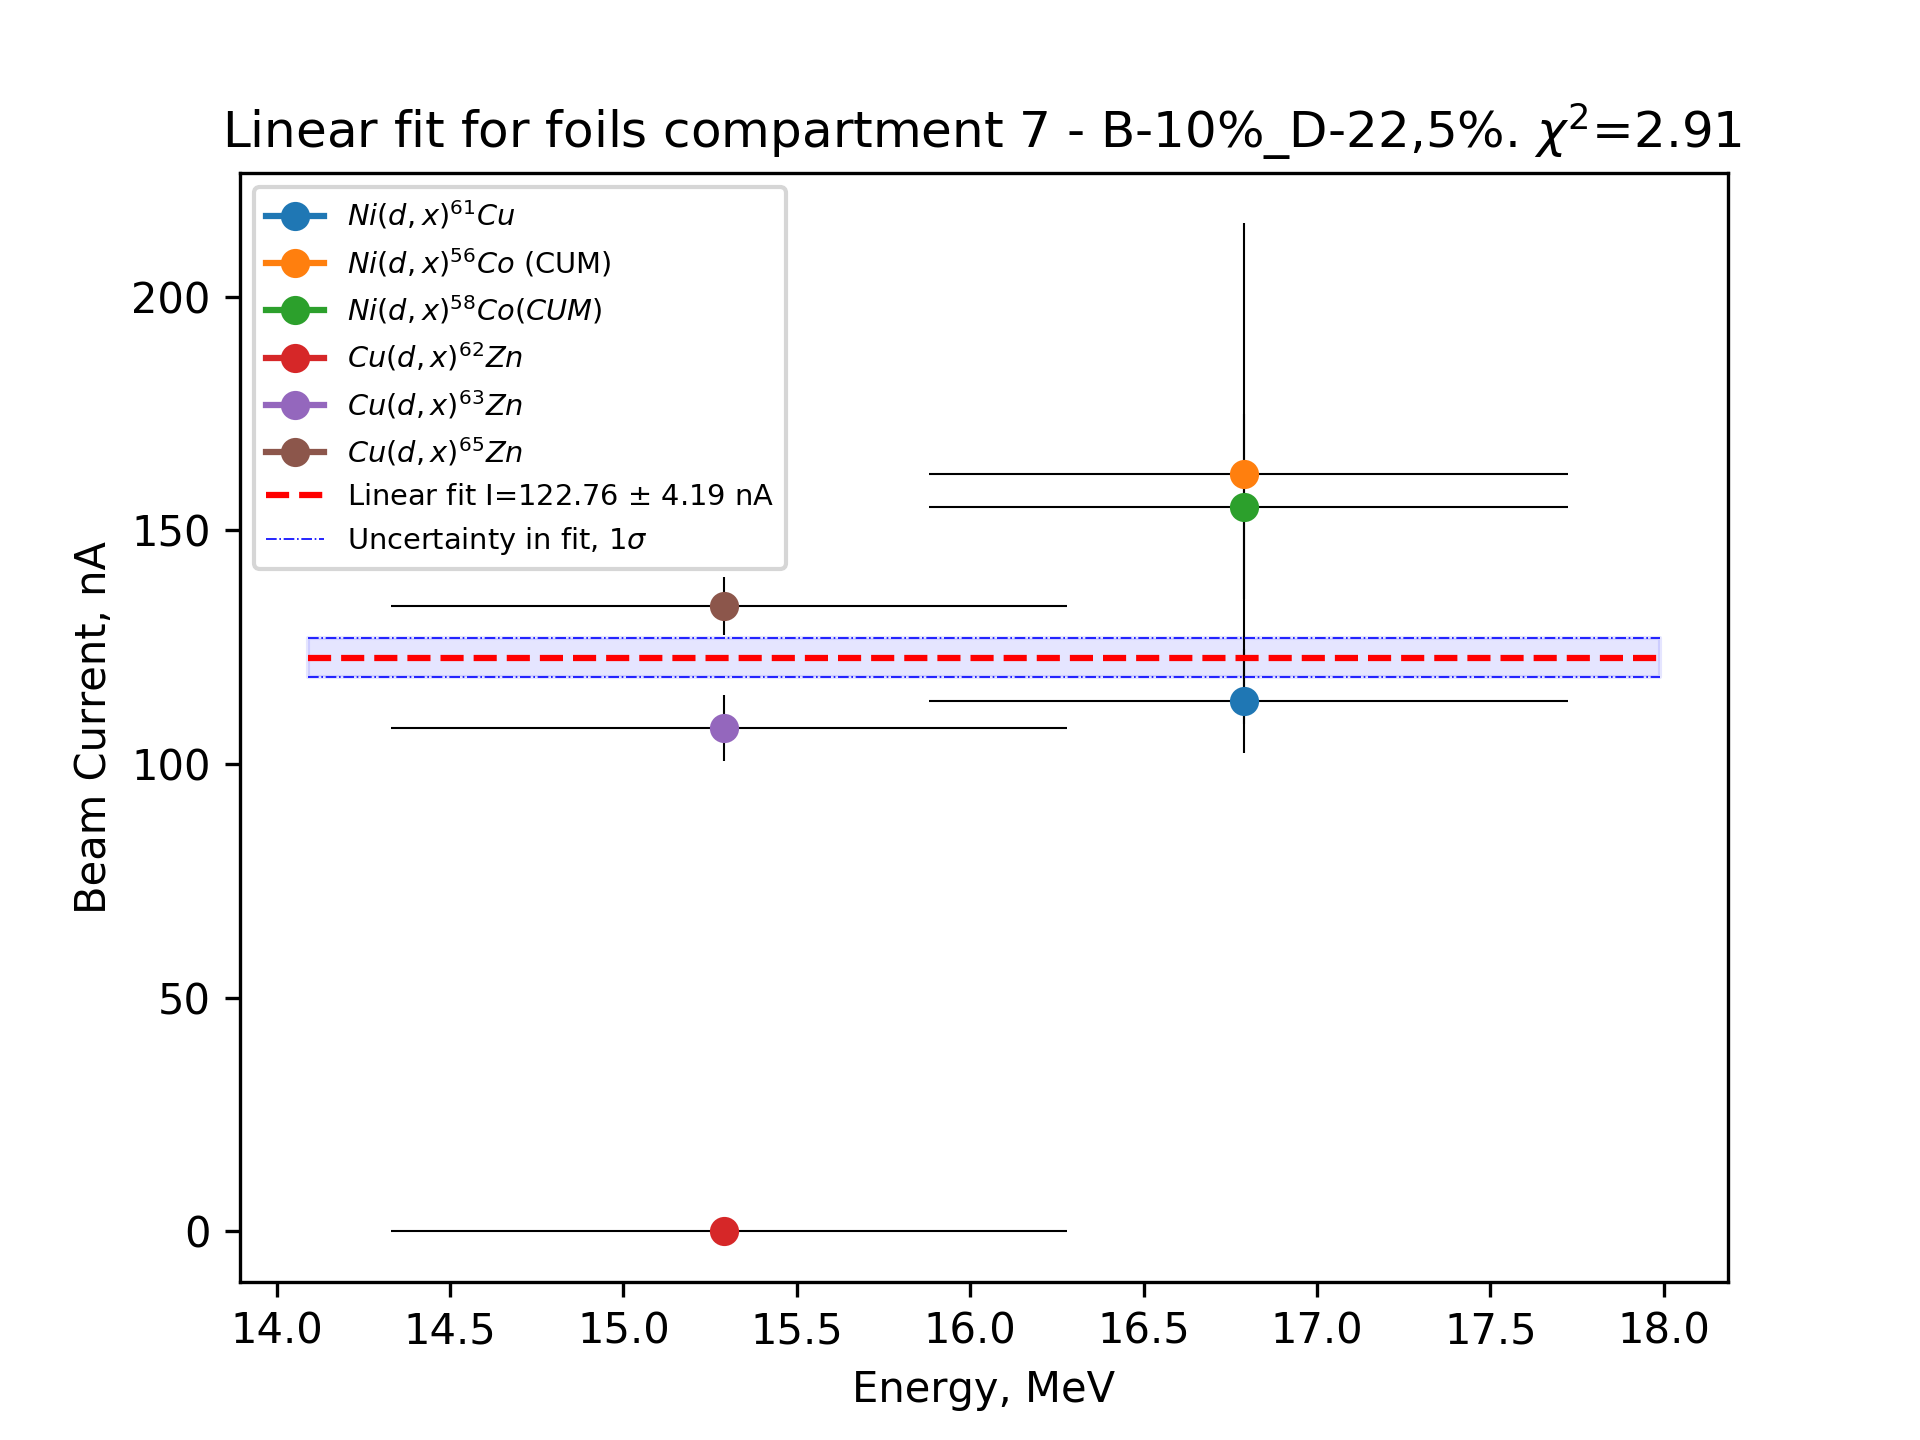 Linear fit for foils compartment 7 - B-10%_D-22,5%. χ²=2.91
Ni(d,x)⁶¹Cu
Ni(d,x)⁵⁶Co (CUM)
Ni(d,x)⁵⁸Co(CUM)
Cu(d,x)⁶²Zn
Cu(d,x)⁶³Zn
Cu(d,x)⁶⁵Zn
Linear fit I=122.76 ± 4.19 nA
Uncertainty in fit, 1σ
Beam Current, nA
200
150
100
50
0
14.0 14.5 15.0 15.5 16.0 16.5 17.0 17.5 18.0
Energy, MeV